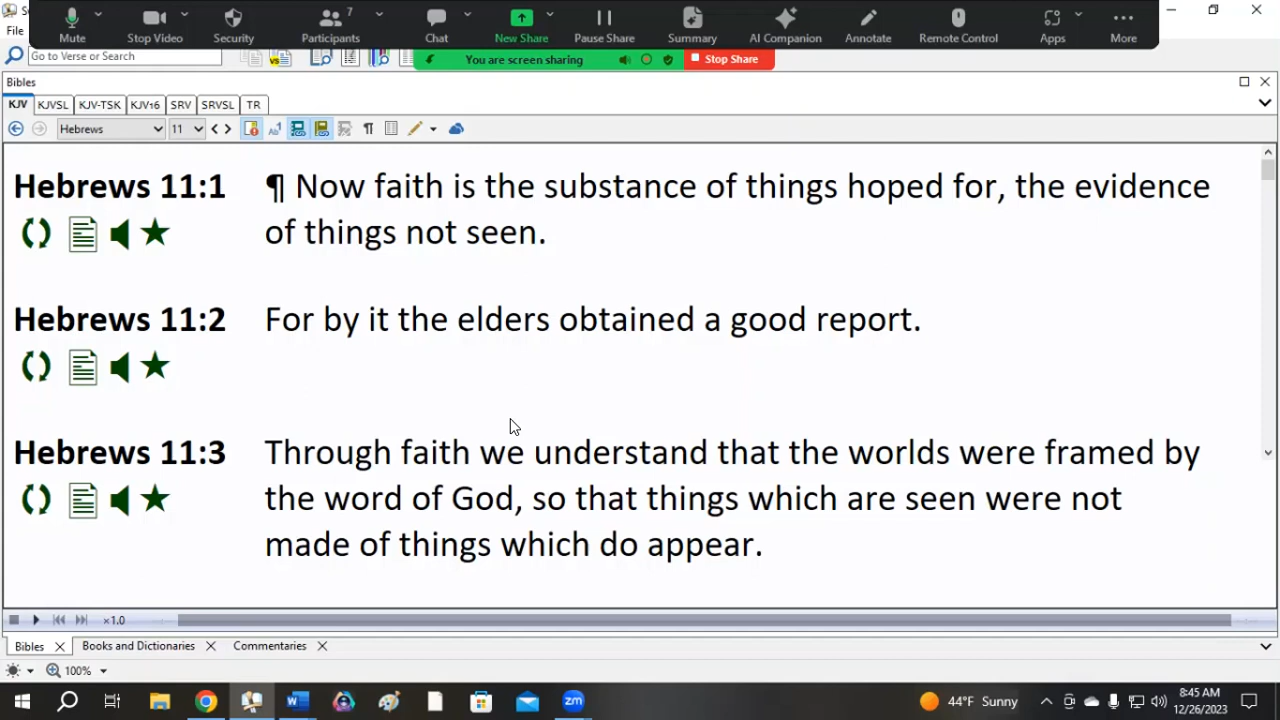 Mute
Stop Video
Security
Participants
7
Chat
New Share
Pause Share
Summary
AI Companion
Annotate
Remote Control
Apps
More
File
Go to Verse or Search
You are screen sharing
Stop Share
Bibles
KJV KJVSL KJV-TSK KJV16 SRV SRVSL TR
Hebrews 11
Hebrews 11:1 ¶ Now faith is the substance of things hoped for, the evidence
of things not seen.
Hebrews 11:2 For by it the elders obtained a good report.
Hebrews 11:3 Through faith we understand that the worlds were framed by
the word of God, so that things which are seen were not
made of things which do appear.
×1.0
Bibles Books and Dictionaries Commentaries
100%
44°F Sunny
8:45 AM
12/26/2023
zm